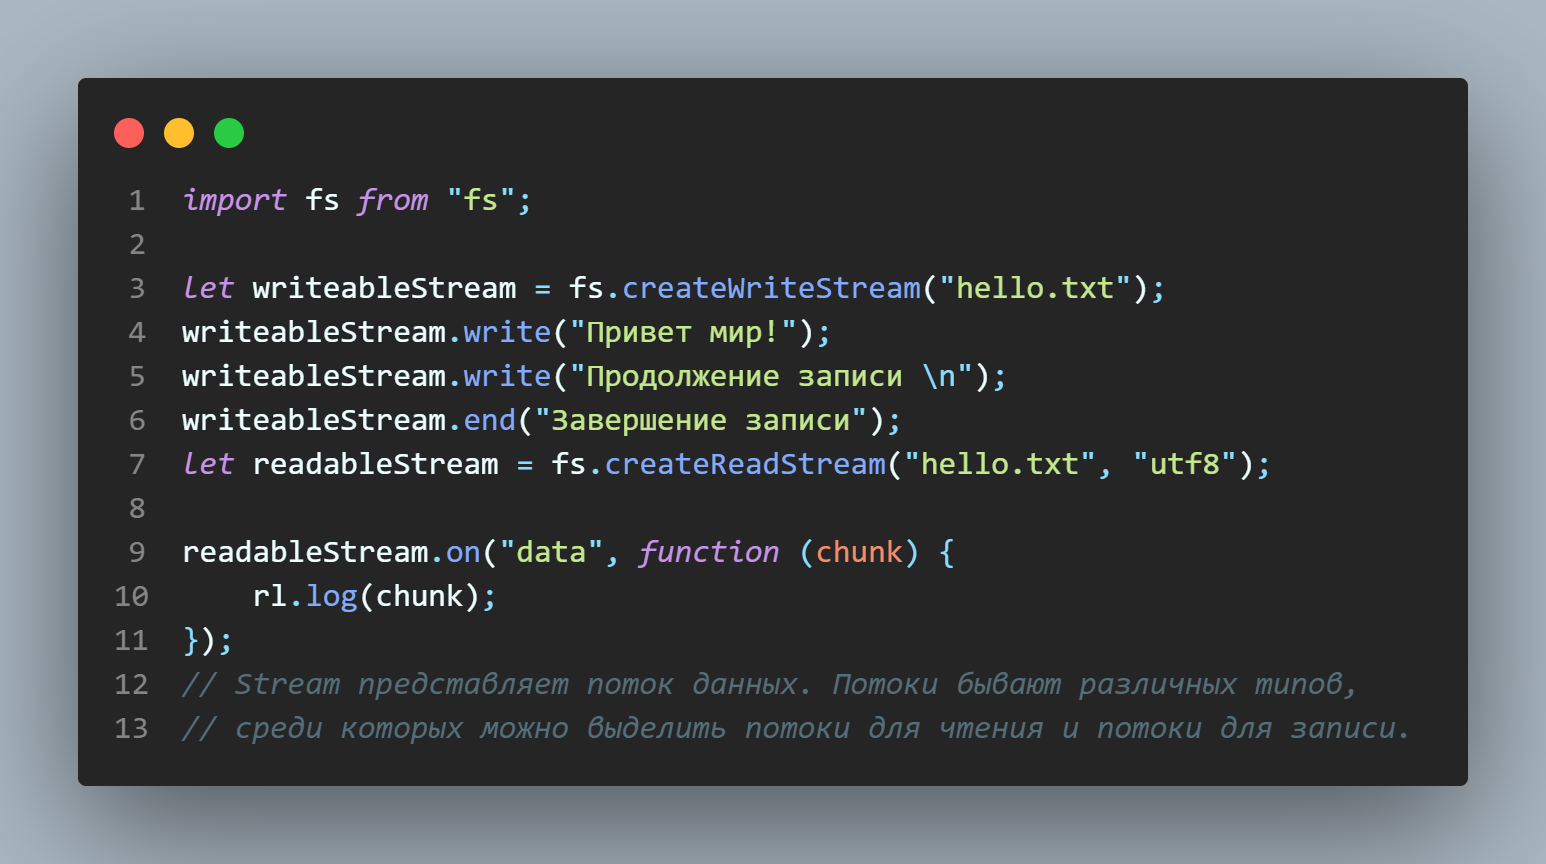 1 import fs from "fs";
2
3 let writeableStream = fs.createWriteStream("hello.txt");
4 writeableStream.write("Привет мир!");
5 writeableStream.write("Продолжение записи \n");
6 writeableStream.end("Завершение записи");
7 let readableStream = fs.createReadStream("hello.txt", "utf8");
8
9 readableStream.on("data", function (chunk) {
10     rl.log(chunk);
11 });
12 // Stream представляет поток данных. Потоки бывают различных типов,
13 // среди которых можно выделить потоки для чтения и потоки для записи.